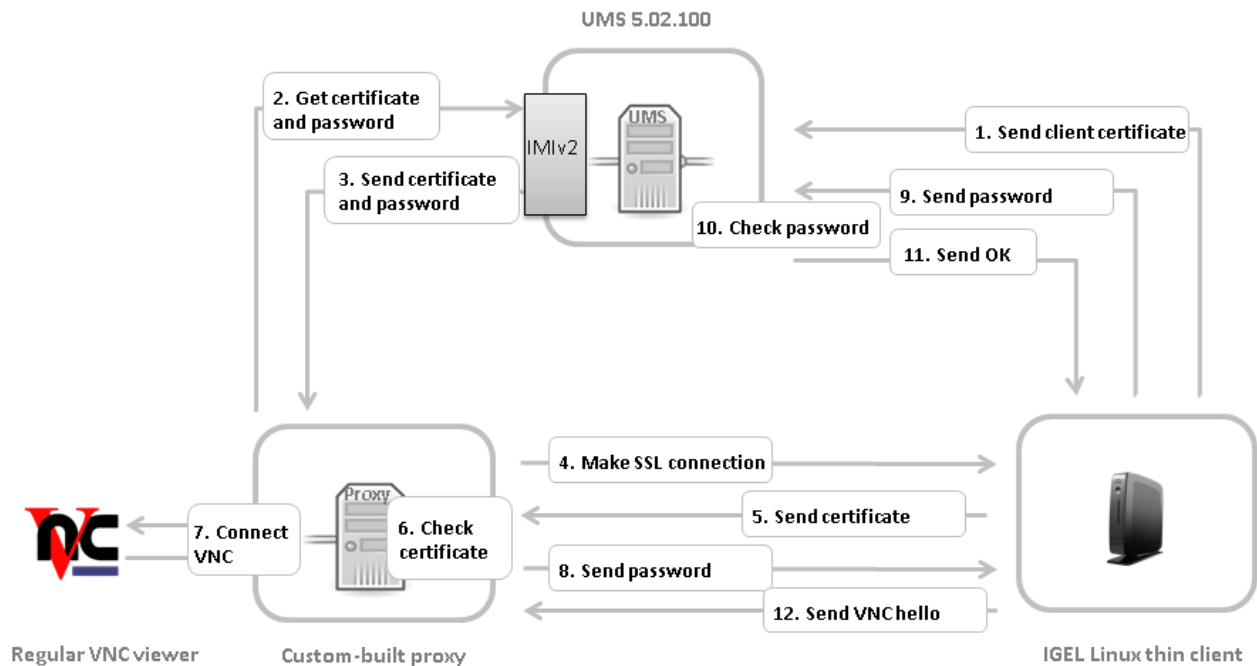 UMS 5.02.100
2. Get certificate
and password
UMS
IMIv2
1. Send client certificate
3. Send certificate
and password
9. Send password
10. Check password
11. Send OK
4. Make SSL connection
Proxy
5. Send certificate
VNC
7. Connect
VNC
6. Check
certificate
8. Send password
12. Send VNC hello
Regular VNC viewer
Custom-built proxy
IGEL Linux thin client